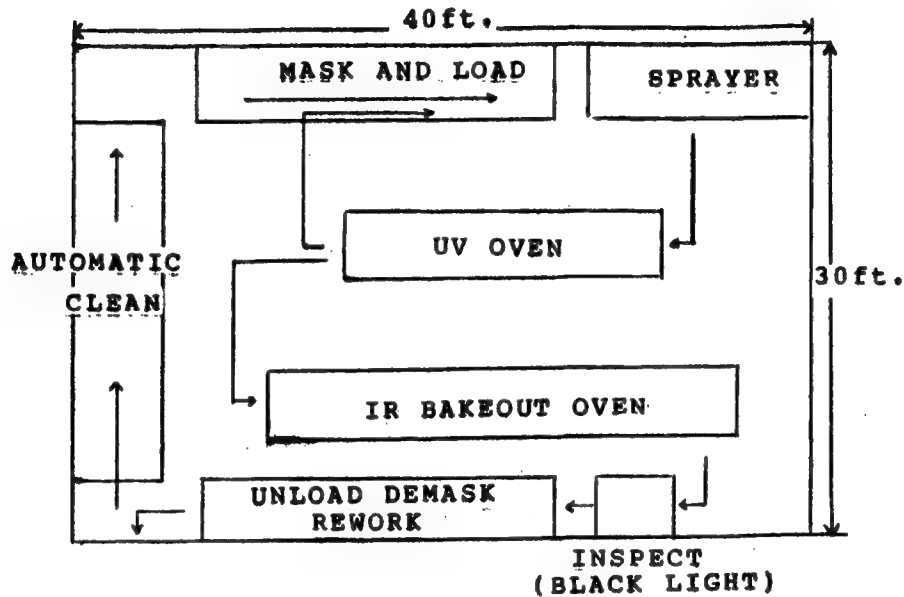 40ft.
MASK AND LOAD
SPRAYER
UV OVEN
AUTOMATIC
CLEAN
30ft.
IR BAKEOUT OVEN
UNLOAD DEMASK
REWORK
INSPECT
(BLACK LIGHT)